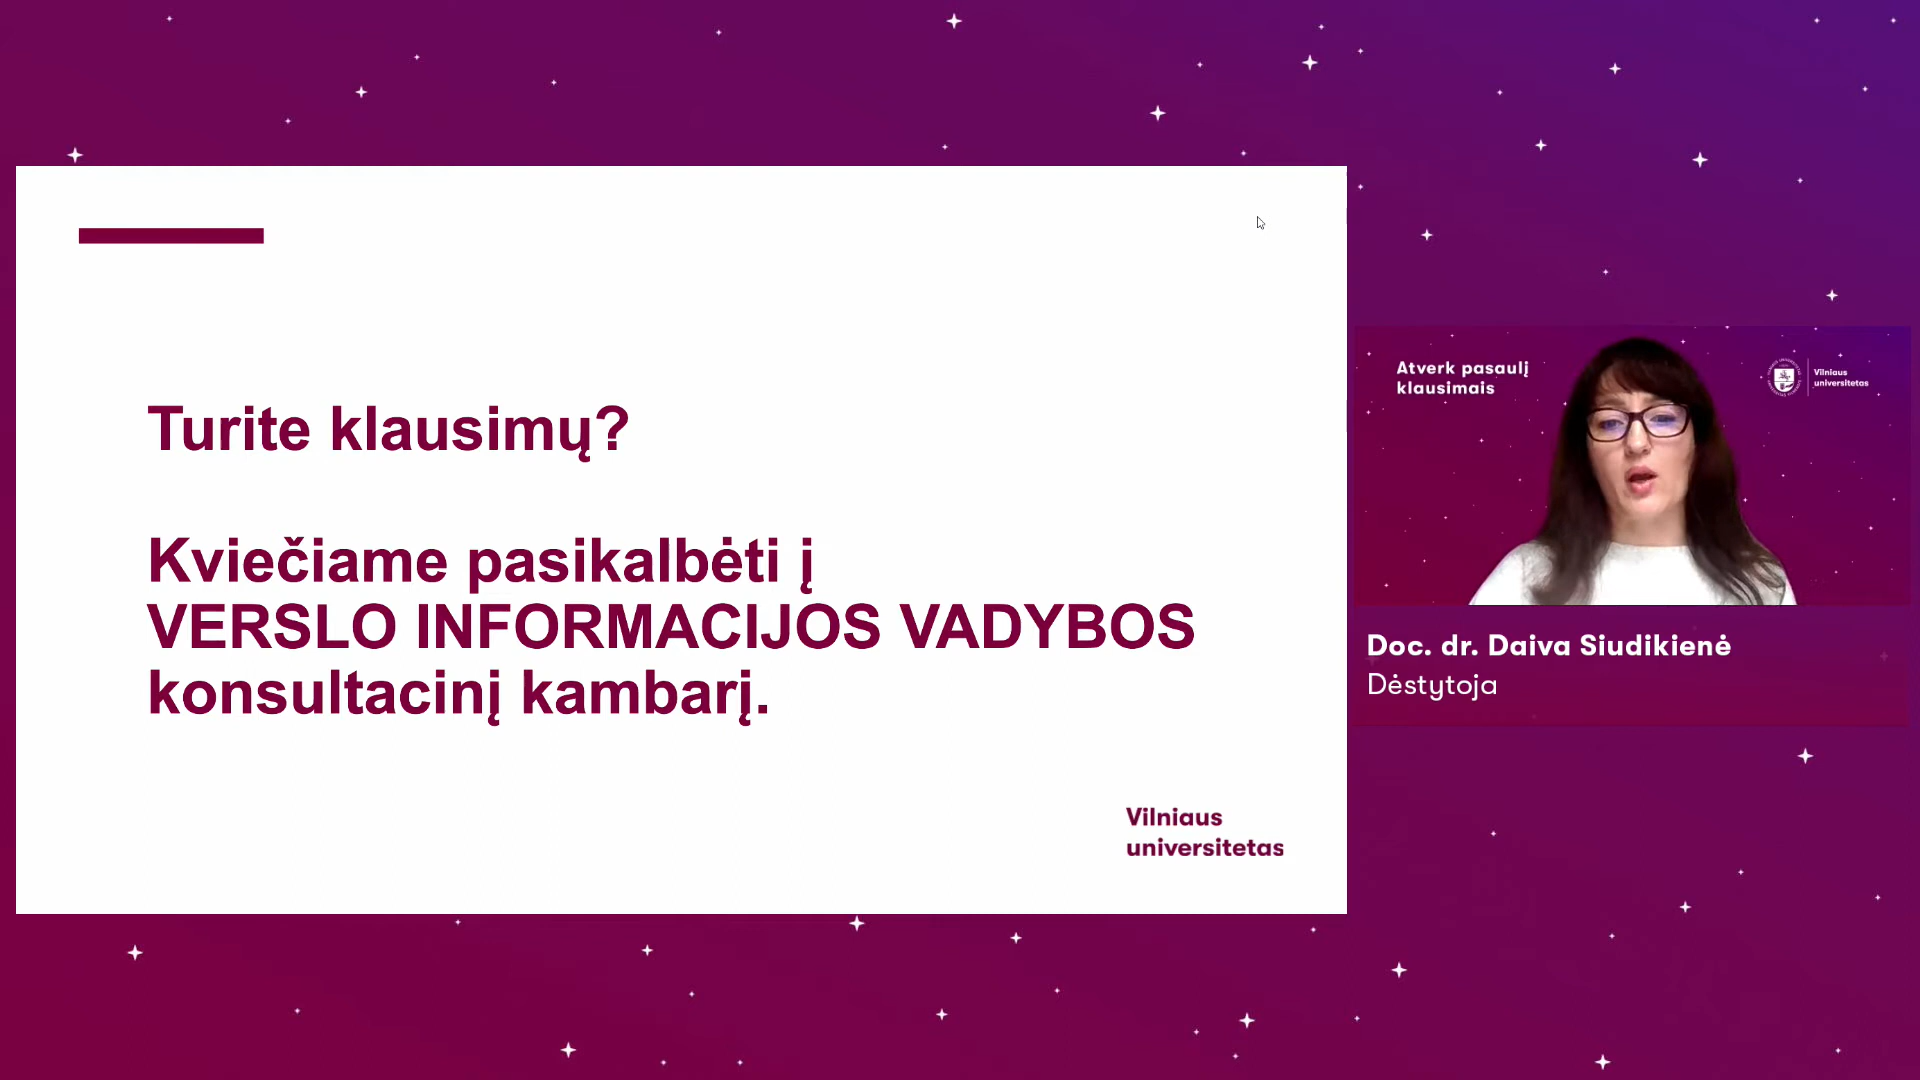 Turite klausimų?
Kviečiame pasikalbėti į
VERSLO INFORMACIJOS VADYBOS
konsultacinį kambarį.
Vilniaus
universitetas
Atverk pasaulį
klausimais
Vilniaus
universitetas
Doc. dr. Daiva Siudikienė
Dėstytoja